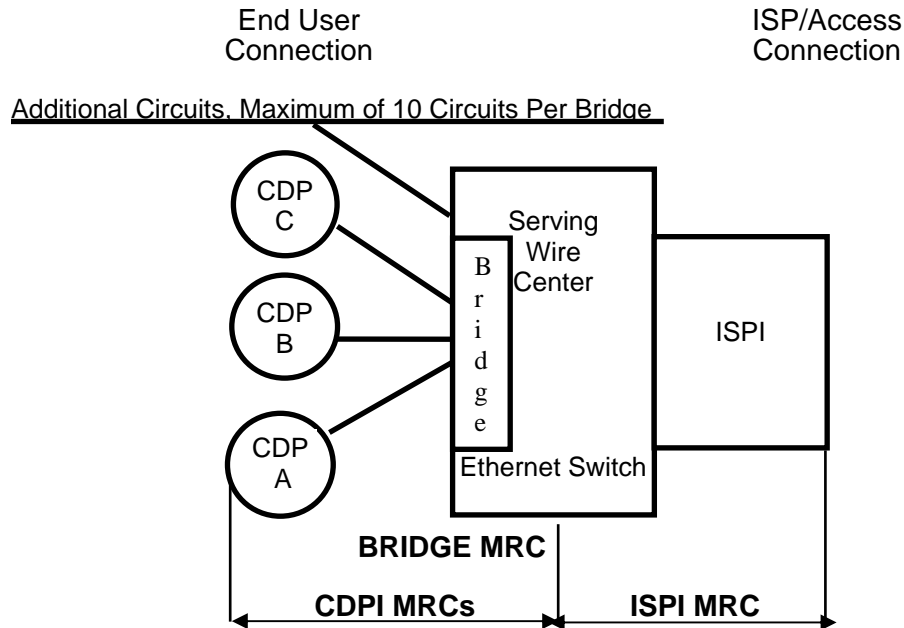 End User
Connection
ISP/Access
Connection
Additional Circuits, Maximum of 10 Circuits Per Bridge
CDP
C
CDP
B
CDP
A
Bridge
Serving
Wire
Center
Ethernet Switch
ISPI
BRIDGE MRC
CDPI MRCs
ISPI MRC